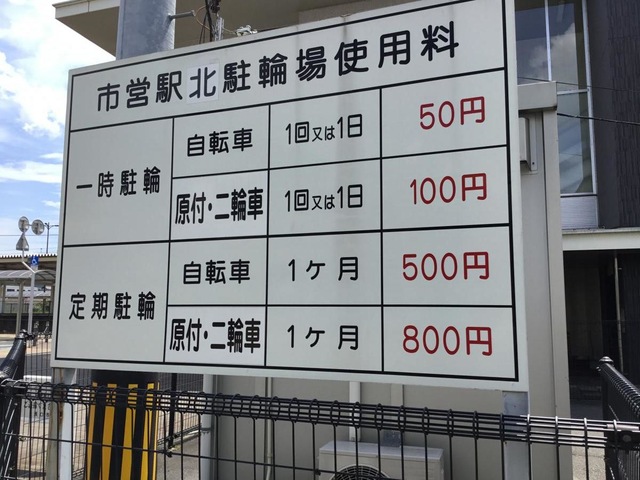 市営駅北駐輪場使用料
一時駐輪 自転車 1回又は1日 50円
原付・二輪車 1回又は1日 100円
定期駐輪 自転車 1ケ月 500円
原付・二輪車 1ケ月 800円